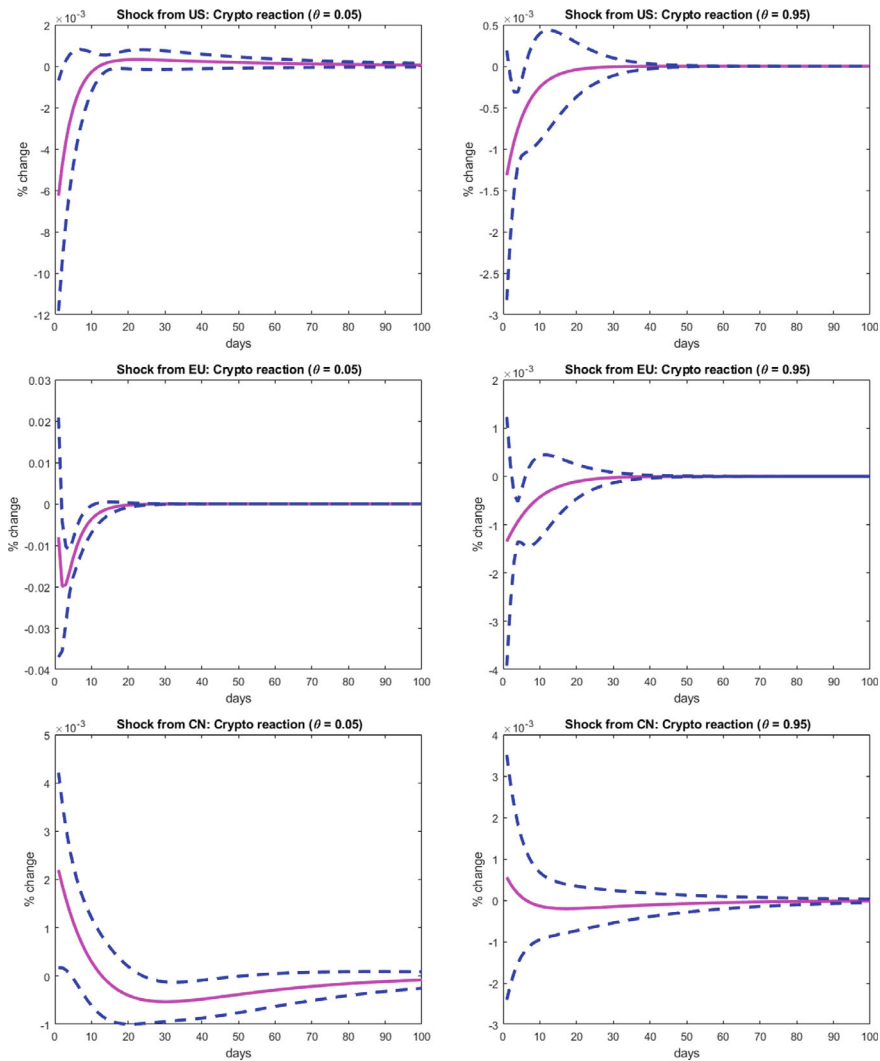 ×10⁻³
Shock from US: Crypto reaction (θ = 0.05)
2
0
-2
-4
-6
-8
-10
-12
% change
0 10 20 30 40 50 60 70 80 90 100
days
×10⁻³
Shock from US: Crypto reaction (θ = 0.95)
0.5
0
-0.5
-1
-1.5
-2
-2.5
-3
% change
0 10 20 30 40 50 60 70 80 90 100
days
Shock from EU: Crypto reaction (θ = 0.05)
0.03
0.02
0.01
0
-0.01
-0.02
-0.03
-0.04
% change
0 10 20 30 40 50 60 70 80 90 100
days
×10⁻³
Shock from EU: Crypto reaction (θ = 0.95)
2
1
0
-1
-2
-3
-4
% change
0 10 20 30 40 50 60 70 80 90 100
days
×10⁻³
Shock from CN: Crypto reaction (θ = 0.05)
5
4
3
2
1
0
-1
% change
0 10 20 30 40 50 60 70 80 90 100
days
×10⁻³
Shock from CN: Crypto reaction (θ = 0.95)
4
3
2
1
0
-1
-2
-3
% change
0 10 20 30 40 50 60 70 80 90 100
days